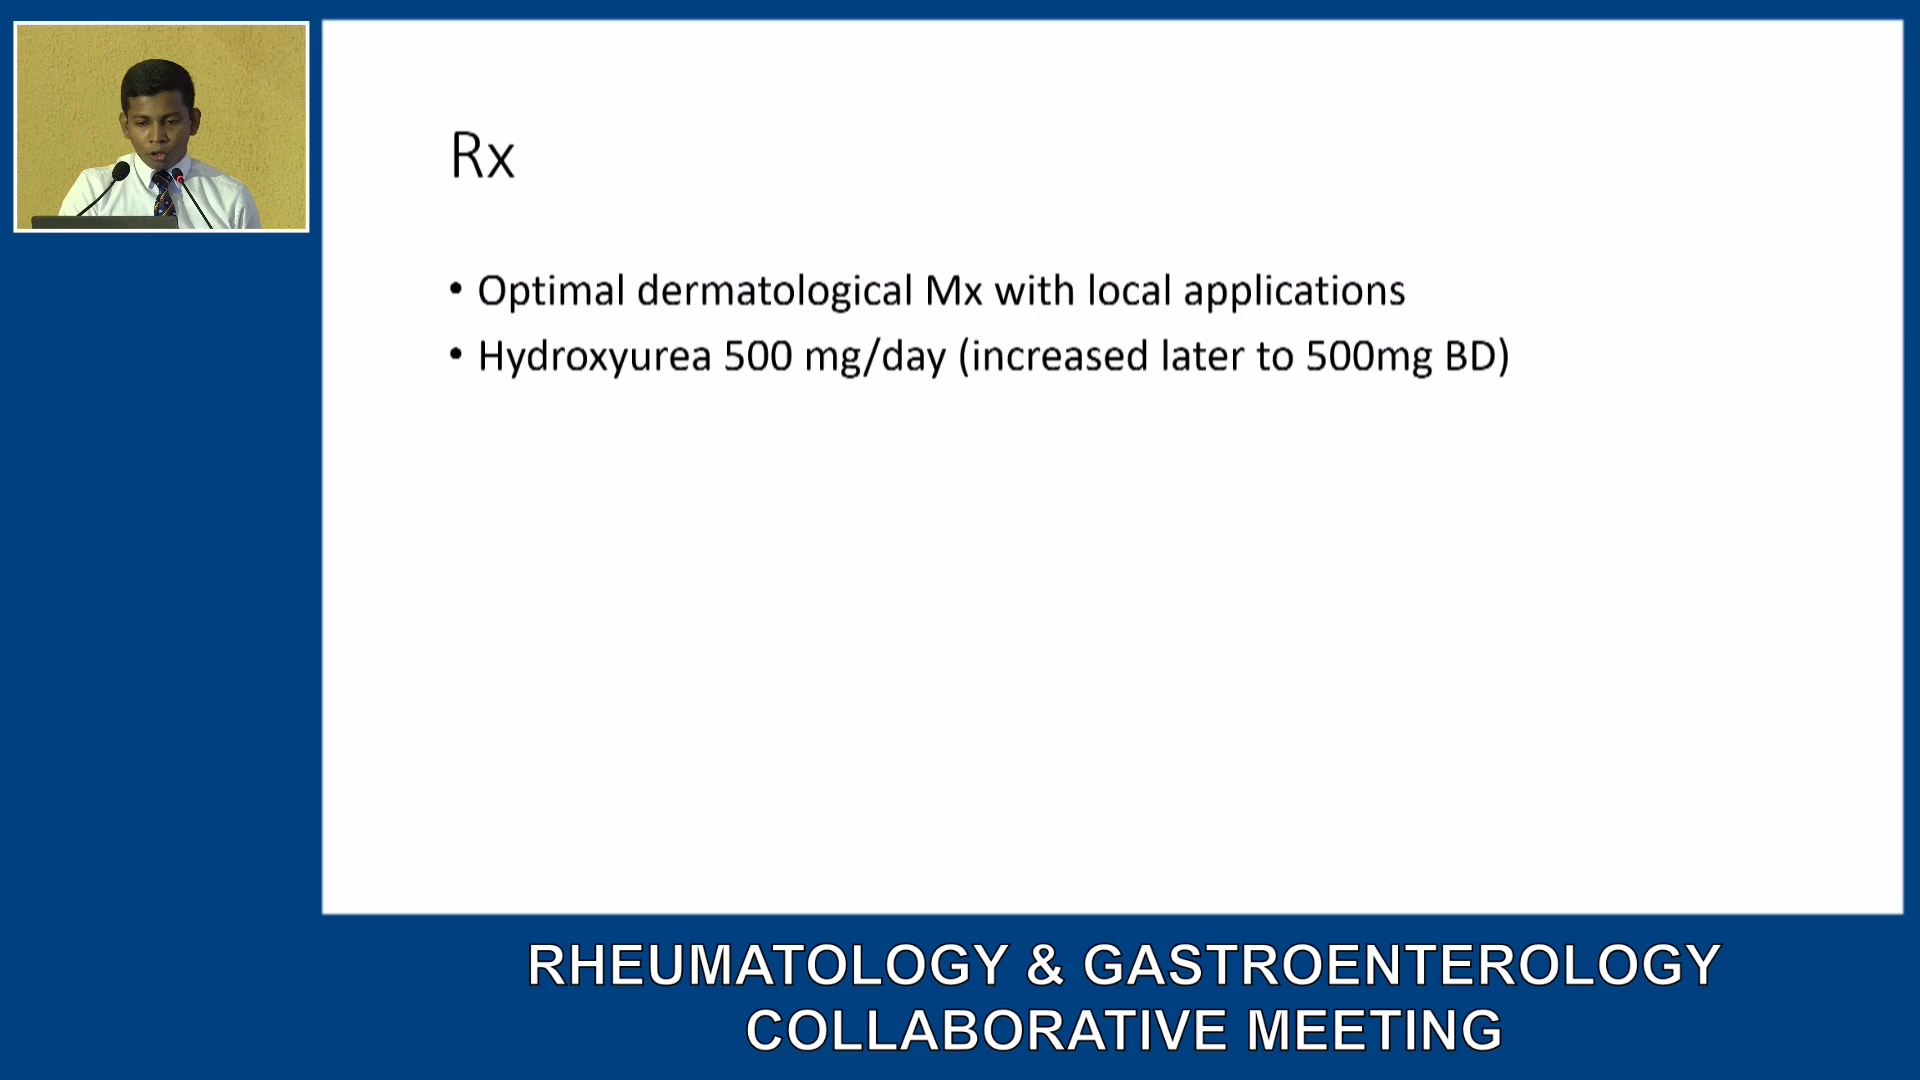 Rx
• Optimal dermatological Mx with local applications
• Hydroxyurea 500 mg/day (increased later to 500mg BD)
RHEUMATOLOGY & GASTROENTEROLOGY
COLLABORATIVE MEETING